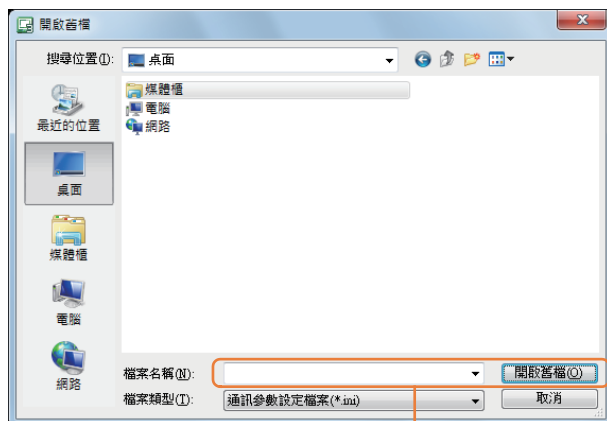 開啟舊檔
搜尋位置(I):
桌面
最近的位置
桌面
媒體櫃
電腦
網路
媒體櫃
電腦
網路
檔案名稱(N):
開啟舊檔(O)
檔案類型(T):
通訊參數設定檔案(*.ini)
取消